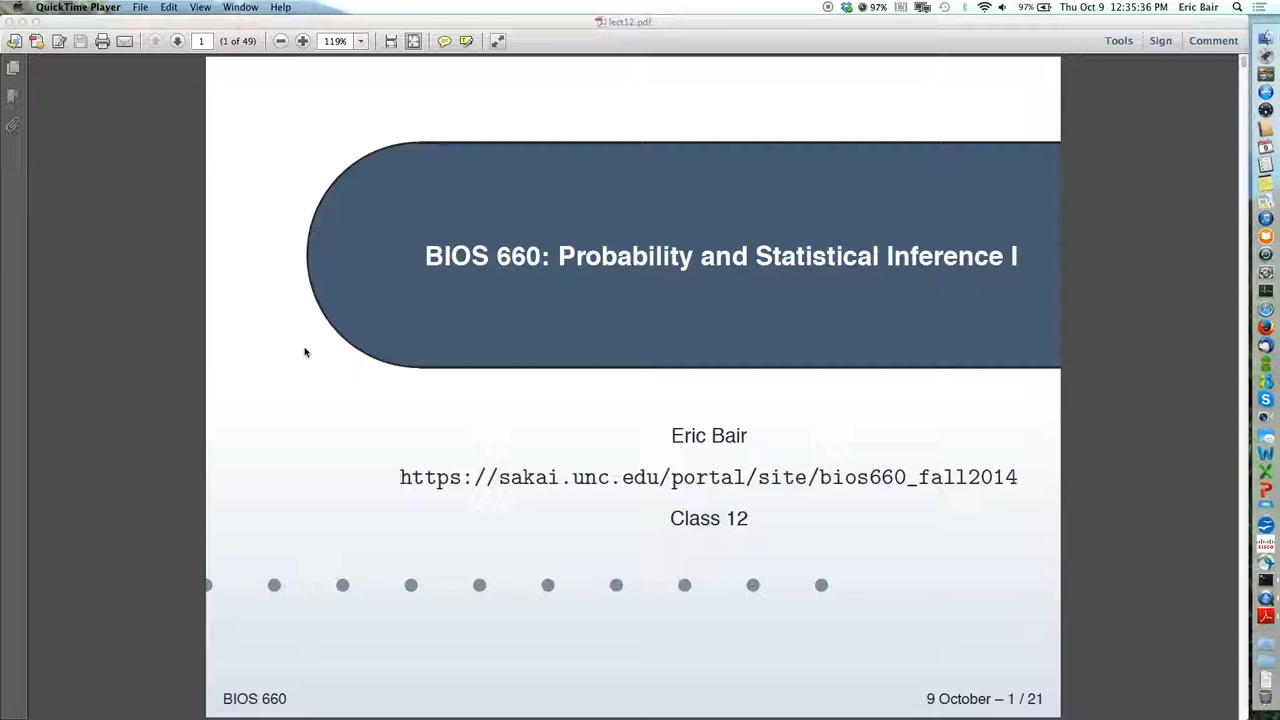 QuickTime Player File Edit View Window Help 97% 97% Thu Oct 9 12:35:36 PM Eric Bair
lect12.pdf
1 (1 of 49) 119% Tools Sign Comment
BIOS 660: Probability and Statistical Inference I
Eric Bair
https://sakai.unc.edu/portal/site/bios660_fall2014
Class 12
BIOS 660 9 October – 1 / 21